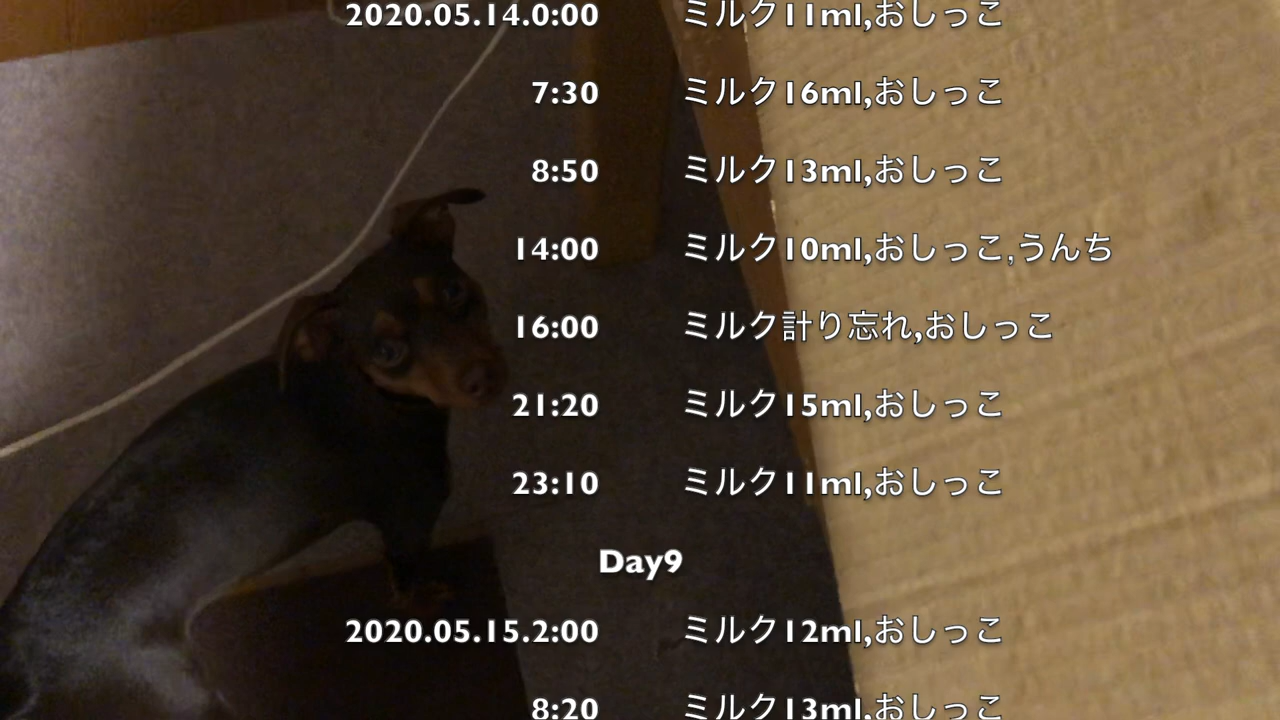 2020.05.14.0:00 ミルク11ml,おしっこ
7:30 ミルク16ml,おしっこ
8:50 ミルク13ml,おしっこ
14:00 ミルク10ml,おしっこ,うんち
16:00 ミルク計り忘れ,おしっこ
21:20 ミルク15ml,おしっこ
23:10 ミルク11ml,おしっこ
Day9
2020.05.15.2:00 ミルク12ml,おしっこ
8:20 ミルク13ml,おしっこ